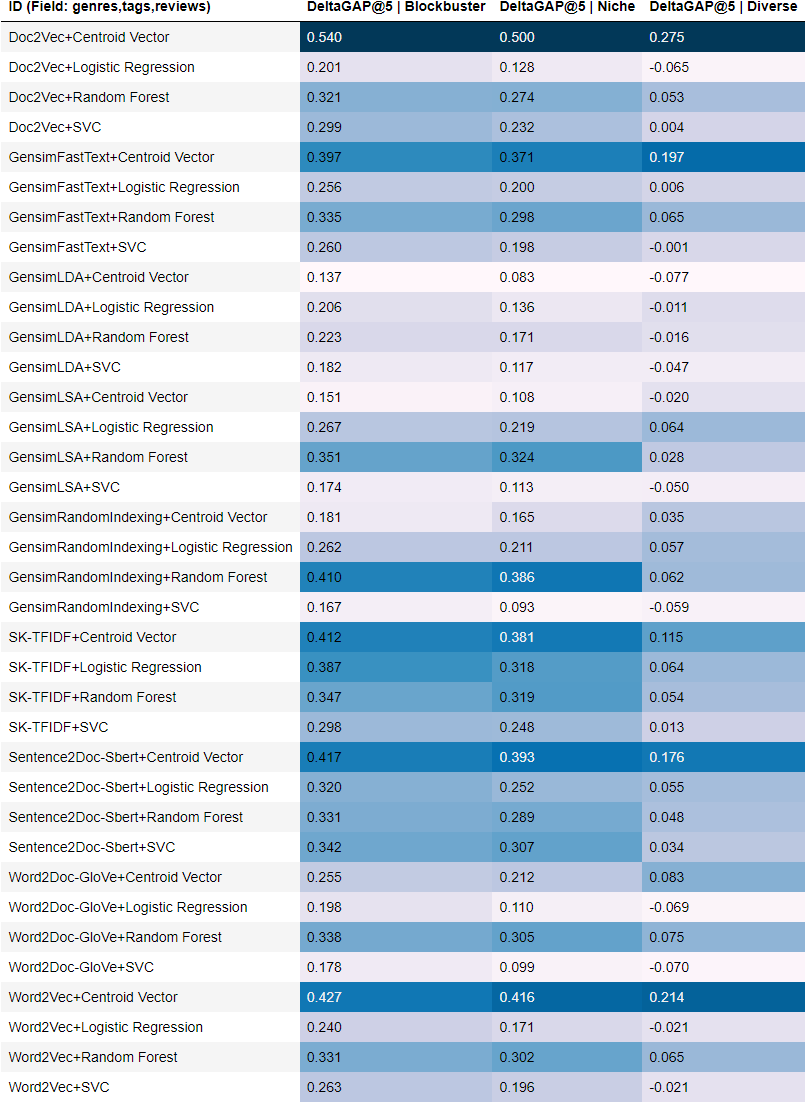 ID (Field: genres,tags,reviews) DeltaGAP@5 | Blockbuster DeltaGAP@5 | Niche DeltaGAP@5 | Diverse
Doc2Vec+Centroid Vector 0.540 0.500 0.275
Doc2Vec+Logistic Regression 0.201 0.128 -0.065
Doc2Vec+Random Forest 0.321 0.274 0.053
Doc2Vec+SVC 0.299 0.232 0.004
GensimFastText+Centroid Vector 0.397 0.371 0.197
GensimFastText+Logistic Regression 0.256 0.200 0.006
GensimFastText+Random Forest 0.335 0.298 0.065
GensimFastText+SVC 0.260 0.198 -0.001
GensimLDA+Centroid Vector 0.137 0.083 -0.077
GensimLDA+Logistic Regression 0.206 0.136 -0.011
GensimLDA+Random Forest 0.223 0.171 -0.016
GensimLDA+SVC 0.182 0.117 -0.047
GensimLSA+Centroid Vector 0.151 0.108 -0.020
GensimLSA+Logistic Regression 0.267 0.219 0.064
GensimLSA+Random Forest 0.351 0.324 0.028
GensimLSA+SVC 0.174 0.113 -0.050
GensimRandomIndexing+Centroid Vector 0.181 0.165 0.035
GensimRandomIndexing+Logistic Regression 0.262 0.211 0.057
GensimRandomIndexing+Random Forest 0.410 0.386 0.062
GensimRandomIndexing+SVC 0.167 0.093 -0.059
SK-TFIDF+Centroid Vector 0.412 0.381 0.115
SK-TFIDF+Logistic Regression 0.387 0.318 0.064
SK-TFIDF+Random Forest 0.347 0.319 0.054
SK-TFIDF+SVC 0.298 0.248 0.013
Sentence2Doc-Sbert+Centroid Vector 0.417 0.393 0.176
Sentence2Doc-Sbert+Logistic Regression 0.320 0.252 0.055
Sentence2Doc-Sbert+Random Forest 0.331 0.289 0.048
Sentence2Doc-Sbert+SVC 0.342 0.307 0.034
Word2Doc-GloVe+Centroid Vector 0.255 0.212 0.083
Word2Doc-GloVe+Logistic Regression 0.198 0.110 -0.069
Word2Doc-GloVe+Random Forest 0.338 0.305 0.075
Word2Doc-GloVe+SVC 0.178 0.099 -0.070
Word2Vec+Centroid Vector 0.427 0.416 0.214
Word2Vec+Logistic Regression 0.240 0.171 -0.021
Word2Vec+Random Forest 0.331 0.302 0.065
Word2Vec+SVC 0.263 0.196 -0.021